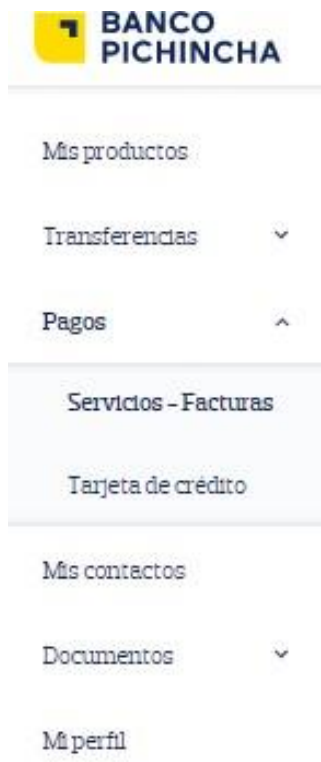 BANCO
PICHINCHA
Mis productos
Transferencias
Pagos
Servicios - Facturas
Tarjeta de crédito
Mis contactos
Documentos
Mi perfil